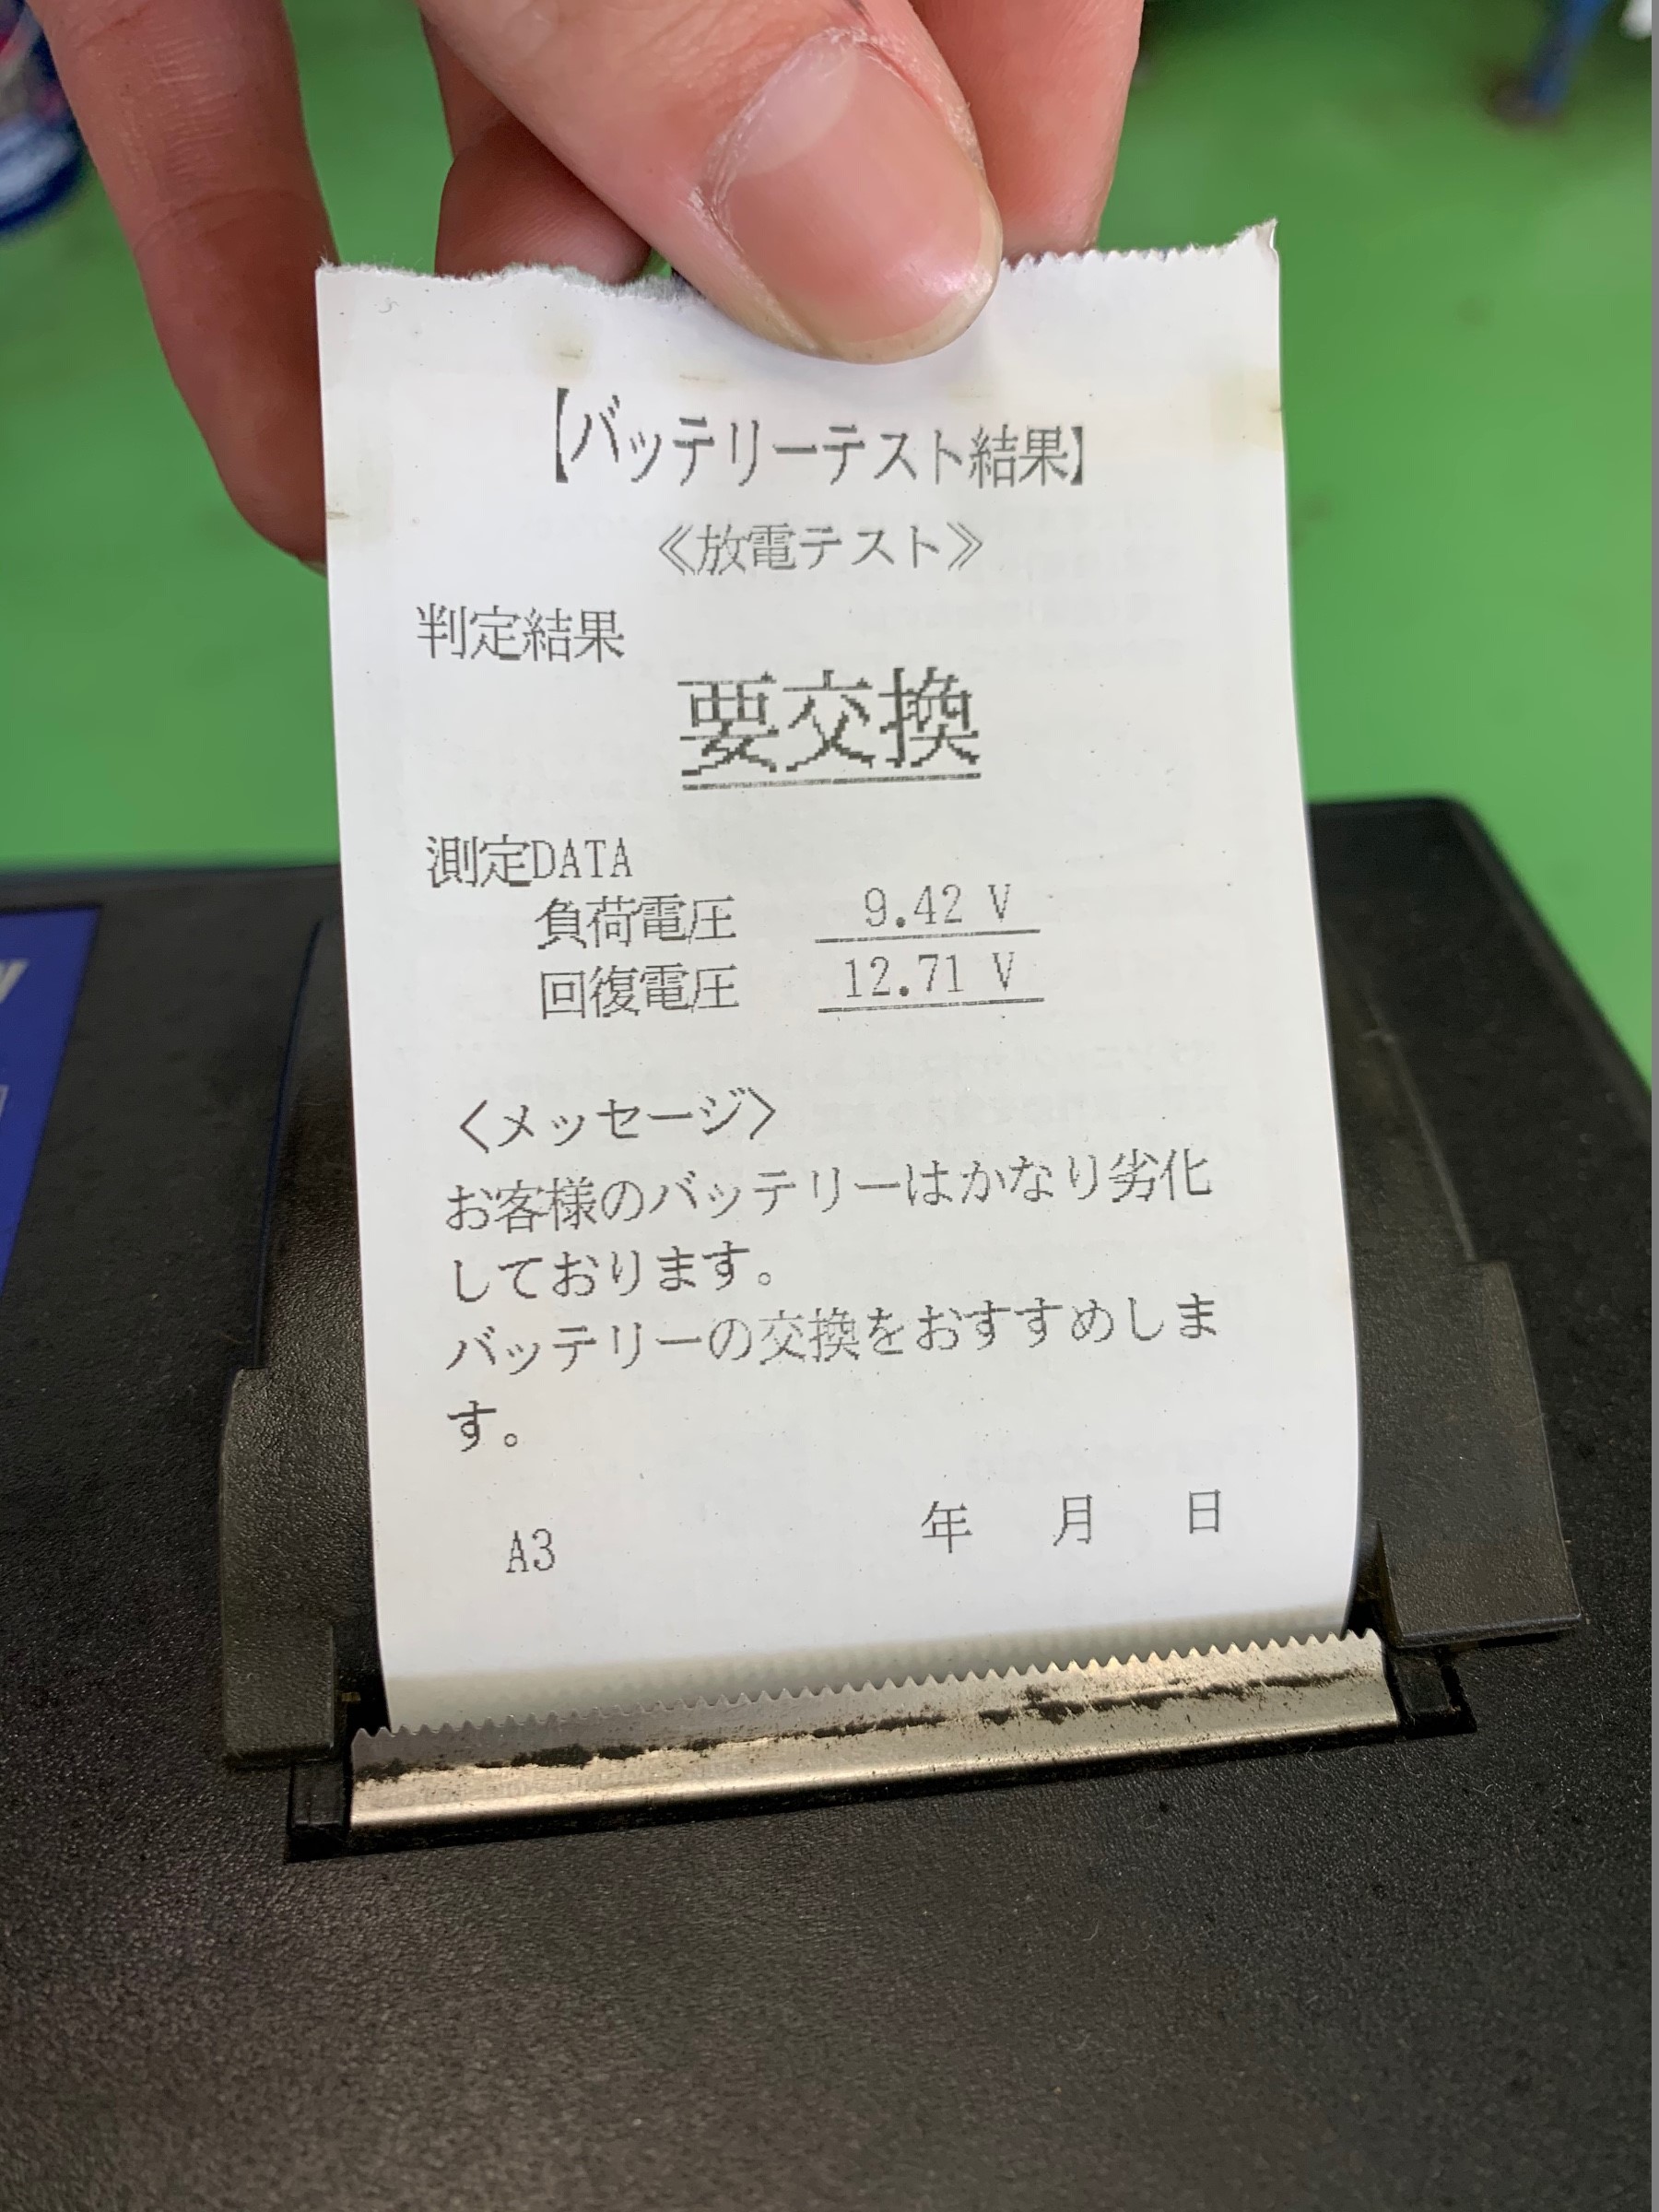 【バッテリーテスト結果】
《放電テスト》
判定結果
要交換
測定DATA
負荷電圧 9.42 V
回復電圧 12.71 V
〈メッセージ〉
お客様のバッテリーはかなり劣化
しております。
バッテリーの交換をおすすめしま
す。
A3 年 月 日